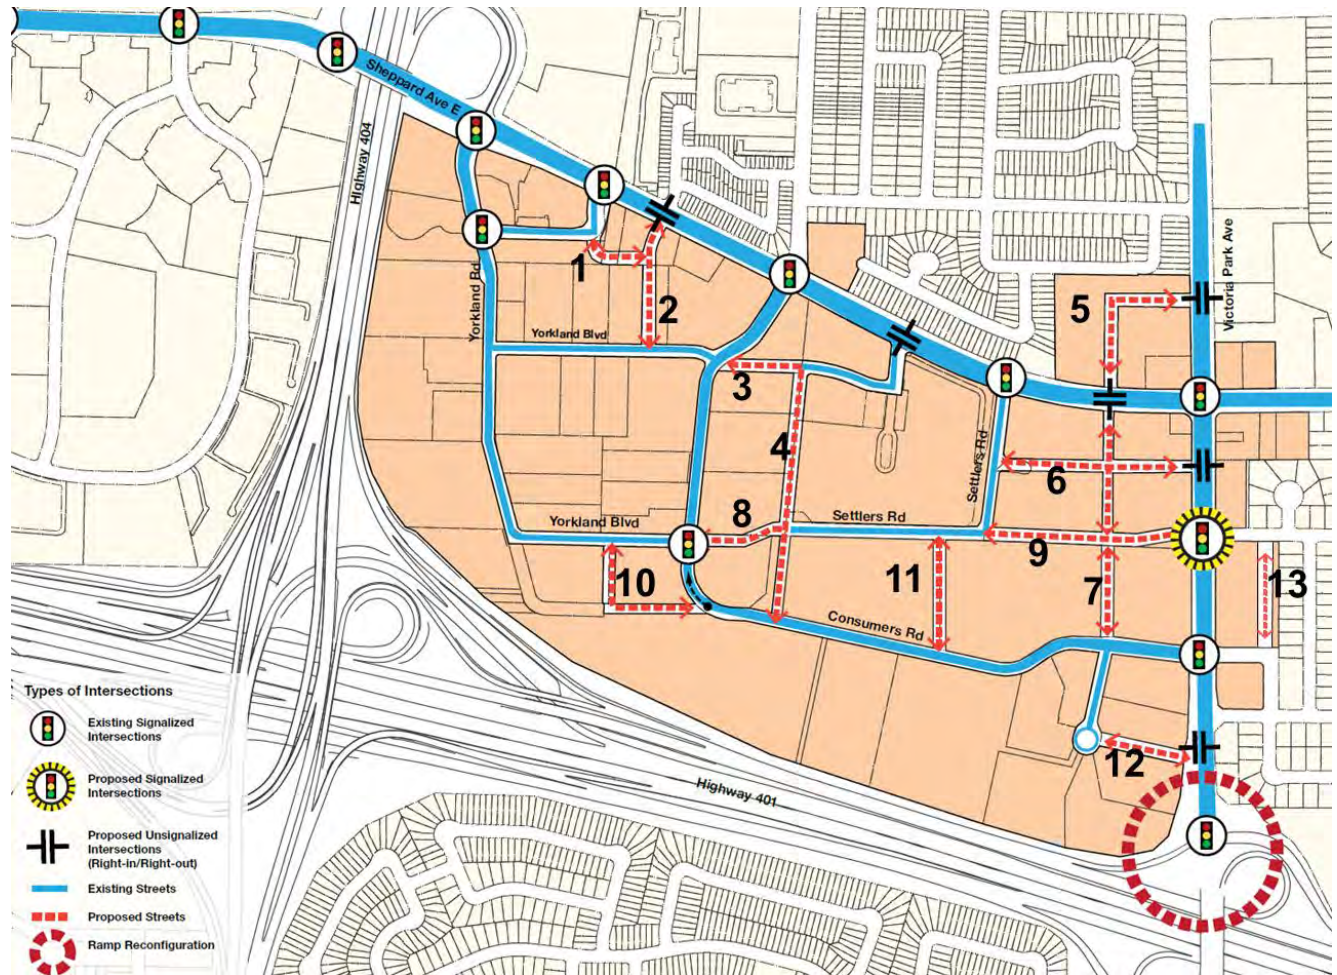 Sheppard Ave E
Highway 404
Victoria Park Ave
1
2
5
Yorkland Rd
Yorkland Blvd
3
4
Settlers Rd
6
Yorkland Blvd
8
Settlers Rd
9
10
11
7
13
Consumers Rd
12
Highway 401
Types of Intersections
Existing Signalized
Intersections
Proposed Signalized
Intersections
Proposed Unsignalized
Intersections
(Right-in/Right-out)
Existing Streets
Proposed Streets
Ramp Reconfiguration